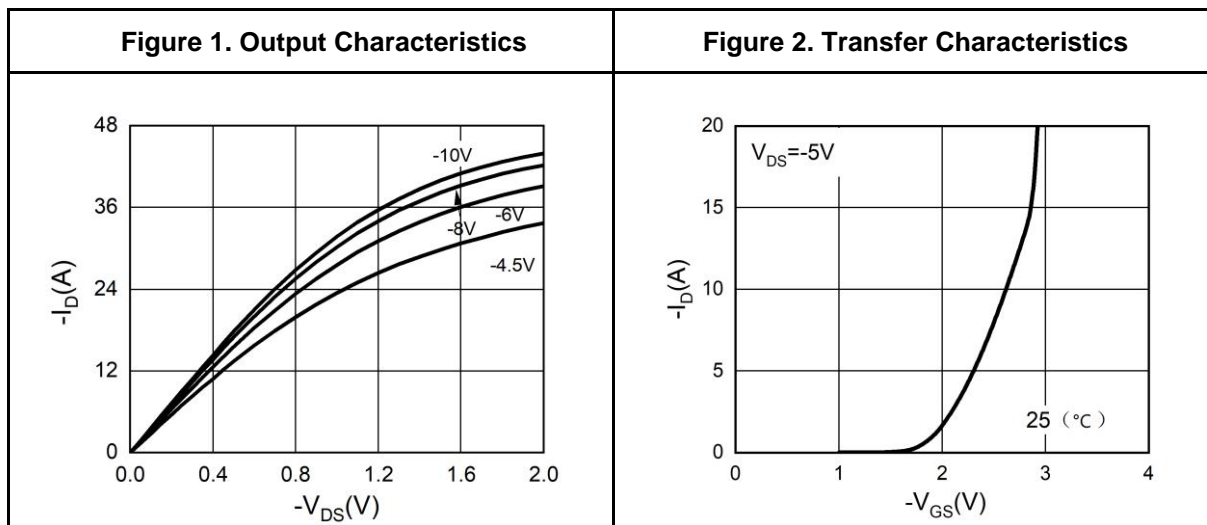 Figure 1. Output Characteristics
Figure 2. Transfer Characteristics
48
36
24
12
0
-I_D(A)
-10V
-6V
-8V
-4.5V
0.0 0.4 0.8 1.2 1.6 2.0
-V_DS(V)
20
15
10
5
0
-I_D(A)
V_DS=-5V
25（℃）
0 1 2 3 4
-V_GS(V)